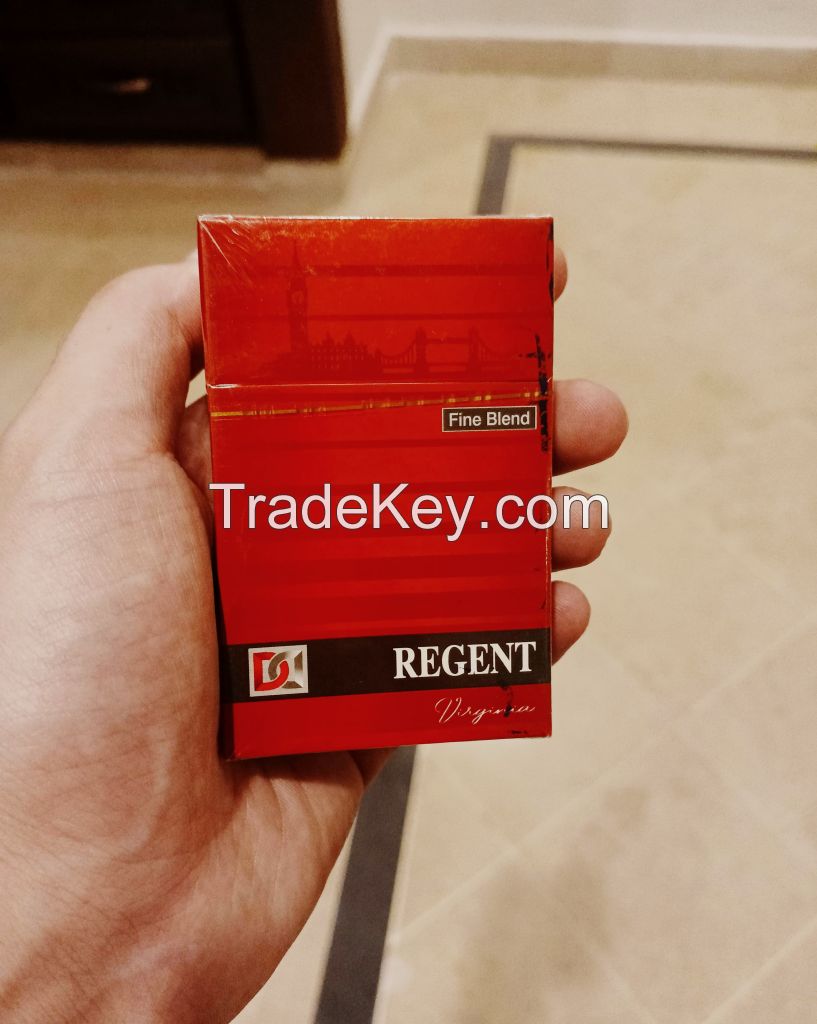 Fine Blend
TradeKey.com
REGENT
Virginia